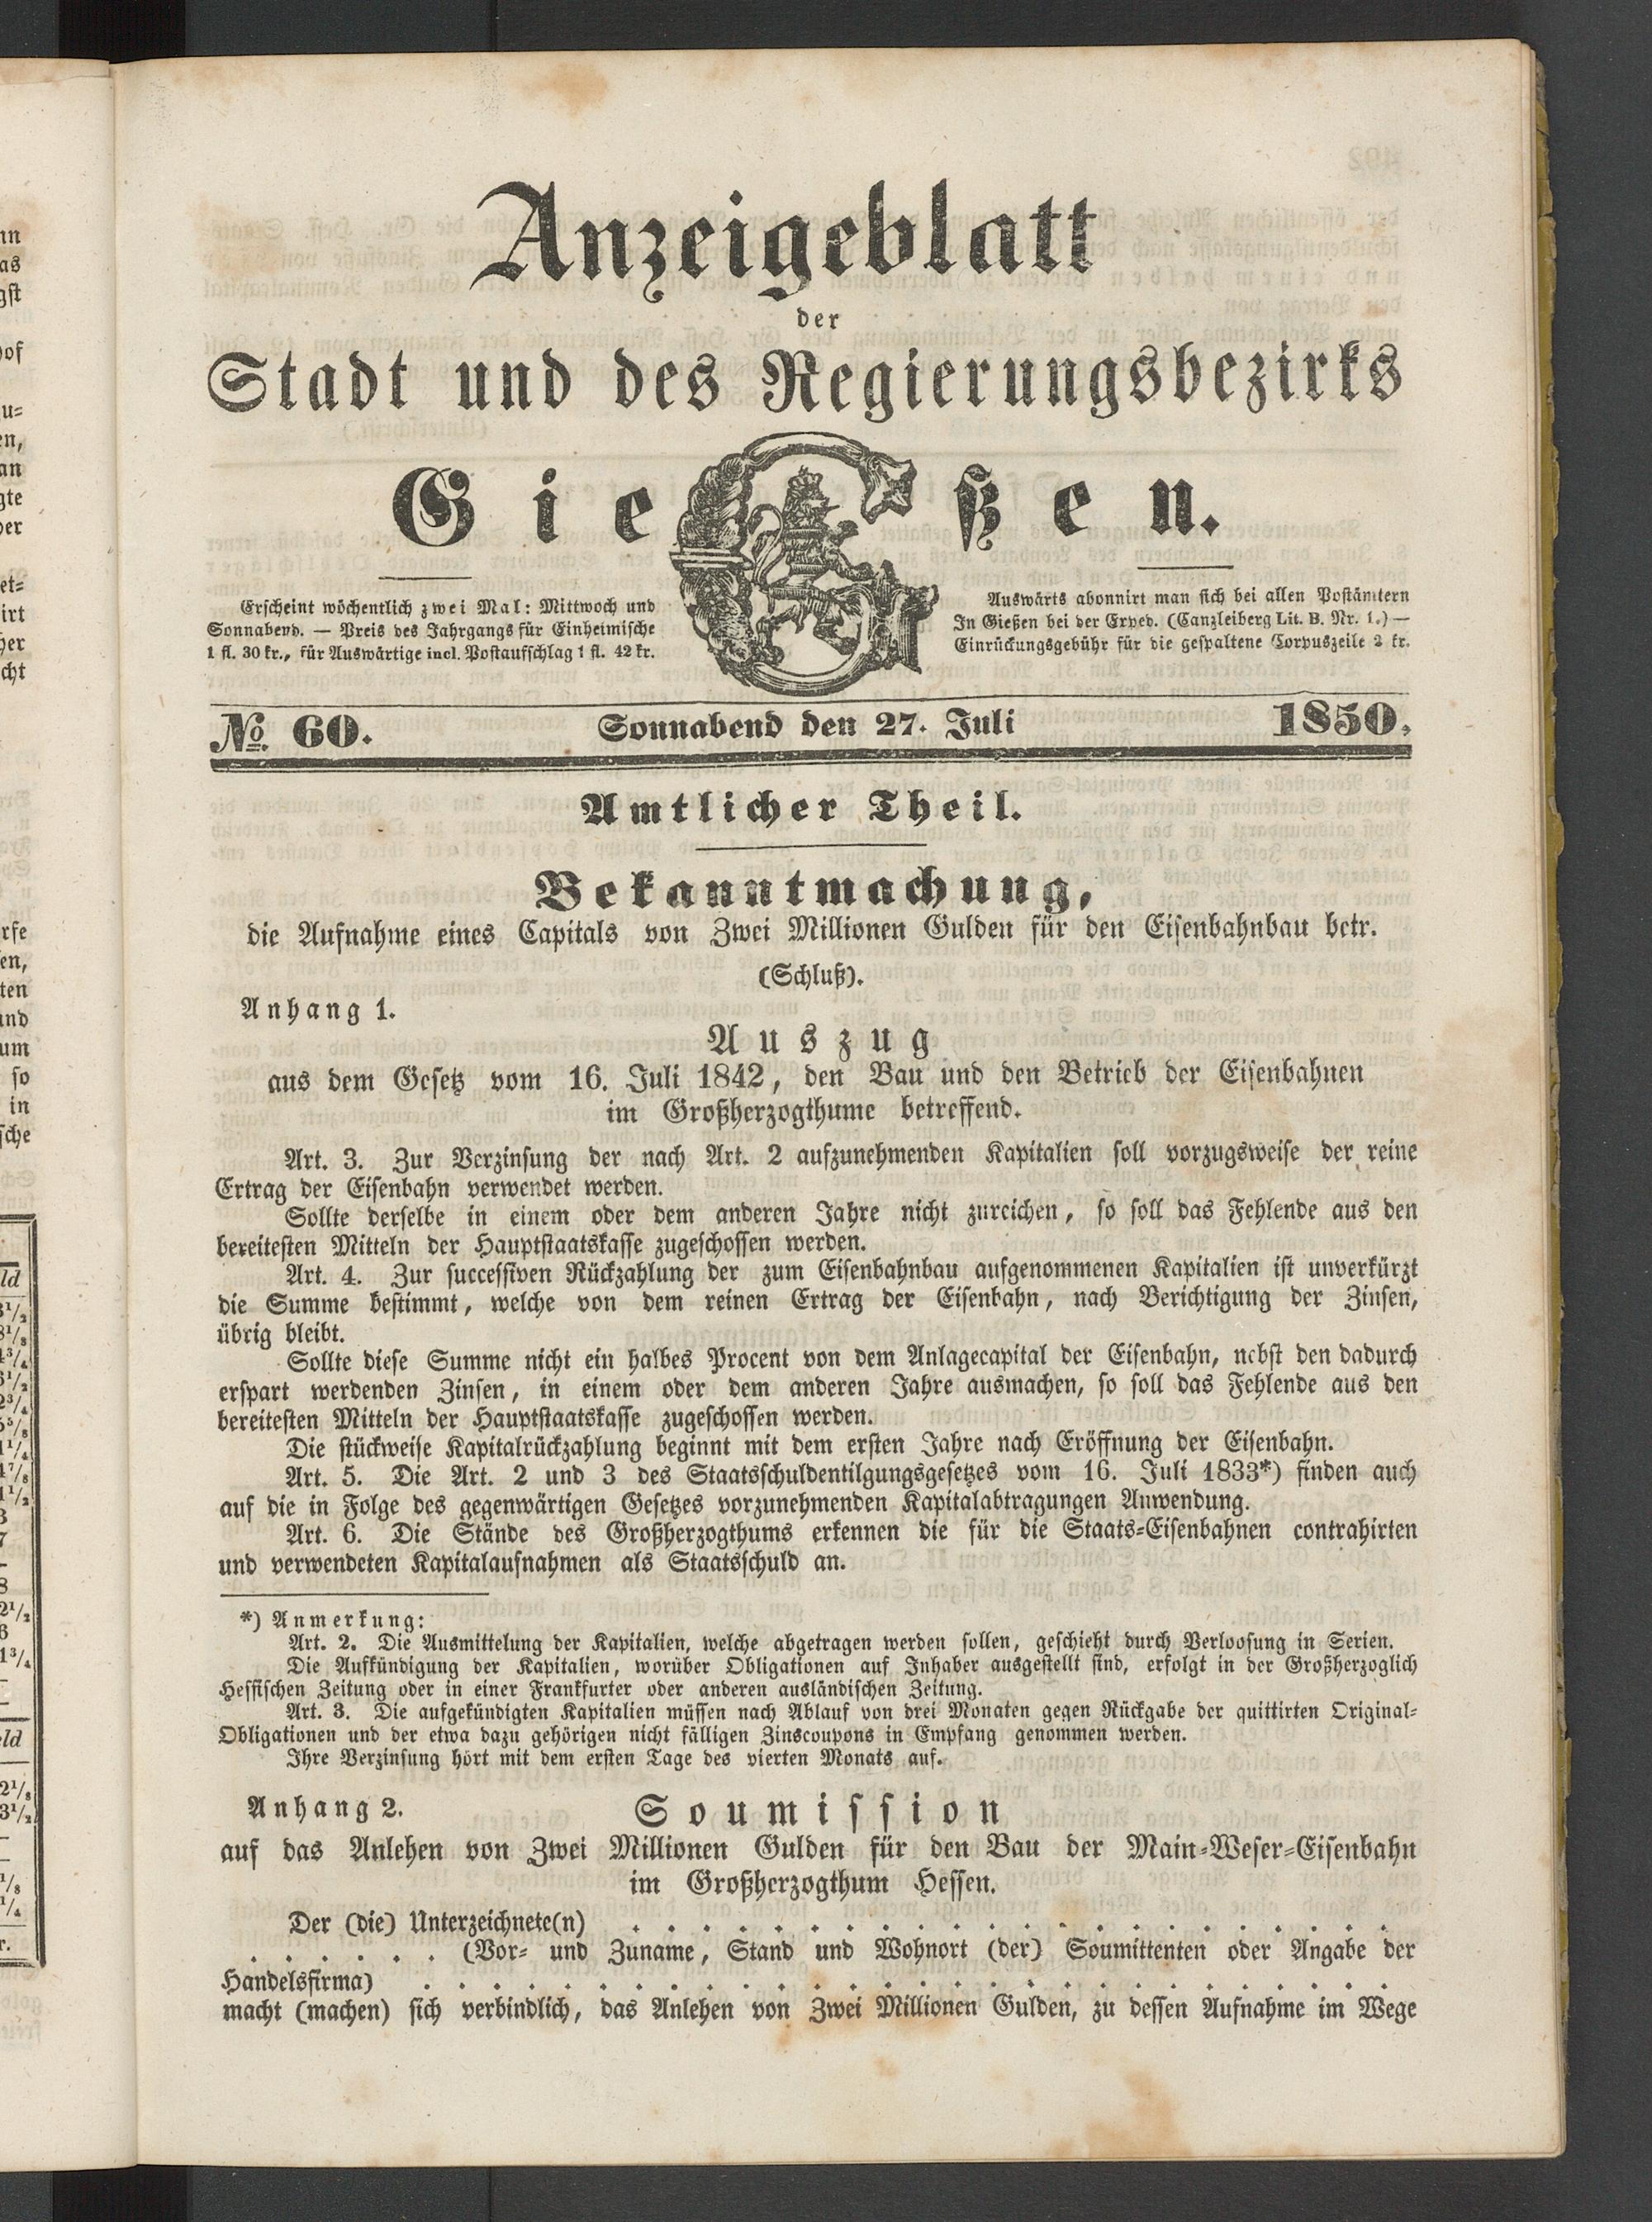 Anzeigeblatt
der
Stadt und des Regierungsbezirks
Gießen.
Erscheint wöchentlich zwei Mal: Mittwoch und
Sonnabend. — Preis des Jahrgangs für Einheimische
1 fl. 30 kr., für Auswärtige incl. Postaufschlag 1 fl. 42 kr.
Auswärts abonnirt man sich bei allen Postämtern
In Gießen bei der Exped. (Canzleiberg Lit. B. Nr. 1.) —
Einrückungsgebühr für die gespaltene Corpuszeile 2 kr.
No. 60. Sonnabend den 27. Juli 1850.
Amtlicher Theil.
Bekanntmachung,
die Aufnahme eines Capitals von Zwei Millionen Gulden für den Eisenbahnbau betr.
(Schluß).
Anhang 1.
Auszug
aus dem Gesetz vom 16. Juli 1842, den Bau und den Betrieb der Eisenbahnen
im Großherzogthume betreffend.
Art. 3. Zur Verzinsung der nach Art. 2 aufzunehmenden Kapitalien soll vorzugsweise der reine
Ertrag der Eisenbahn verwendet werden.
Sollte derselbe in einem oder dem anderen Jahre nicht zureichen, so soll das Fehlende aus den
bereitesten Mitteln der Hauptstaatskasse zugeschossen werden.
Art. 4. Zur successiven Rückzahlung der zum Eisenbahnbau aufgenommenen Kapitalien ist unverkürzt
die Summe bestimmt, welche von dem reinen Ertrag der Eisenbahn, nach Berichtigung der Zinsen,
übrig bleibt.
Sollte diese Summe nicht ein halbes Procent von dem Anlagecapital der Eisenbahn, nebst den dadurch
erspart werdenden Zinsen, in einem oder dem anderen Jahre ausmachen, so soll das Fehlende aus den
bereitesten Mitteln der Hauptstaatskasse zugeschossen werden.
Die stückweise Kapitalrückzahlung beginnt mit dem ersten Jahre nach Eröffnung der Eisenbahn.
Art. 5. Die Art. 2 und 3 des Staatsschuldentilgungsgesetzes vom 16. Juli 1833*) finden auch
auf die in Folge des gegenwärtigen Gesetzes vorzunehmenden Kapitalabtragungen Anwendung.
Art. 6. Die Stände des Großherzogthums erkennen die für die Staats-Eisenbahnen contrahirten
und verwendeten Kapitalaufnahmen als Staatsschuld an.
*) Anmerkung:
Art. 2. Die Ausmittelung der Kapitalien, welche abgetragen werden sollen, geschieht durch Verloosung in Serien.
Die Aufkündigung der Kapitalien, worüber Obligationen auf Inhaber ausgestellt sind, erfolgt in der Großherzoglich
Hessischen Zeitung oder in einer Frankfurter oder anderen ausländischen Zeitung.
Art. 3. Die aufgekündigten Kapitalien müssen nach Ablauf von drei Monaten gegen Rückgabe der quittirten Original-
Obligationen und der etwa dazu gehörigen nicht fälligen Zinscoupons in Empfang genommen werden.
Ihre Verzinsung hört mit dem ersten Tage des vierten Monats auf.
Anhang 2. Soumission
auf das Anlehen von Zwei Millionen Gulden für den Bau der Main-Weser-Eisenbahn
im Großherzogthum Hessen.
Der (die) Unterzeichnete(n) . . . . . . . . . . . . . . . .
. . . . . . (Vor- und Zuname, Stand und Wohnort (der) Soumittenten oder Angabe der
Handelsfirma) . . . . . . . . . . . . . . . . . . . .
macht (machen) sich verbindlich, das Anlehen von Zwei Millionen Gulden, zu dessen Aufnahme im Wege